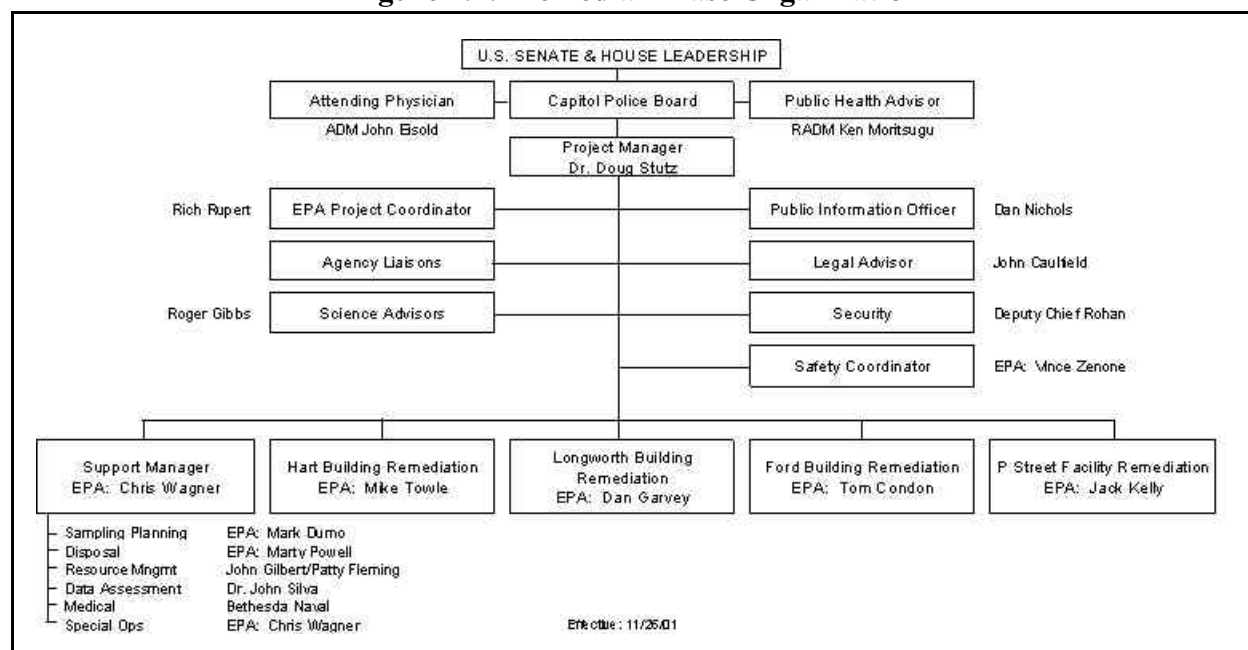 U.S. SENATE & HOUSE LEADERSHIP
Attending Physician
Capitol Police Board
Public Health Advisor
ADM John Eisold
RADM Ken Moritsugu
Project Manager
Dr. Doug Stutz
Rich Rupert
EPA Project Coordinator
Public Information Officer
Dan Nichols
Agency Liaisons
Legal Advisor
John Caulfield
Roger Gibbs
Science Advisors
Security
Deputy Chief Rohan
Safety Coordinator
EPA: Vince Zenone
Support Manager
EPA: Chris Wagner
Hart Building Remediation
EPA: Mike Towle
Longworth Building
Remediation
EPA: Dan Garvey
Ford Building Remediation
EPA: Tom Condon
P Street Facility Remediation
EPA: Jack Kelly
Sampling Planning EPA: Mark Durno
Disposal EPA: Marty Powell
Resource Mngmt John Gilbert/Patty Fleming
Data Assessment Dr. John Silva
Medical Bethesda Naval
Special Ops EPA: Chris Wagner
Effective: 11/26/01